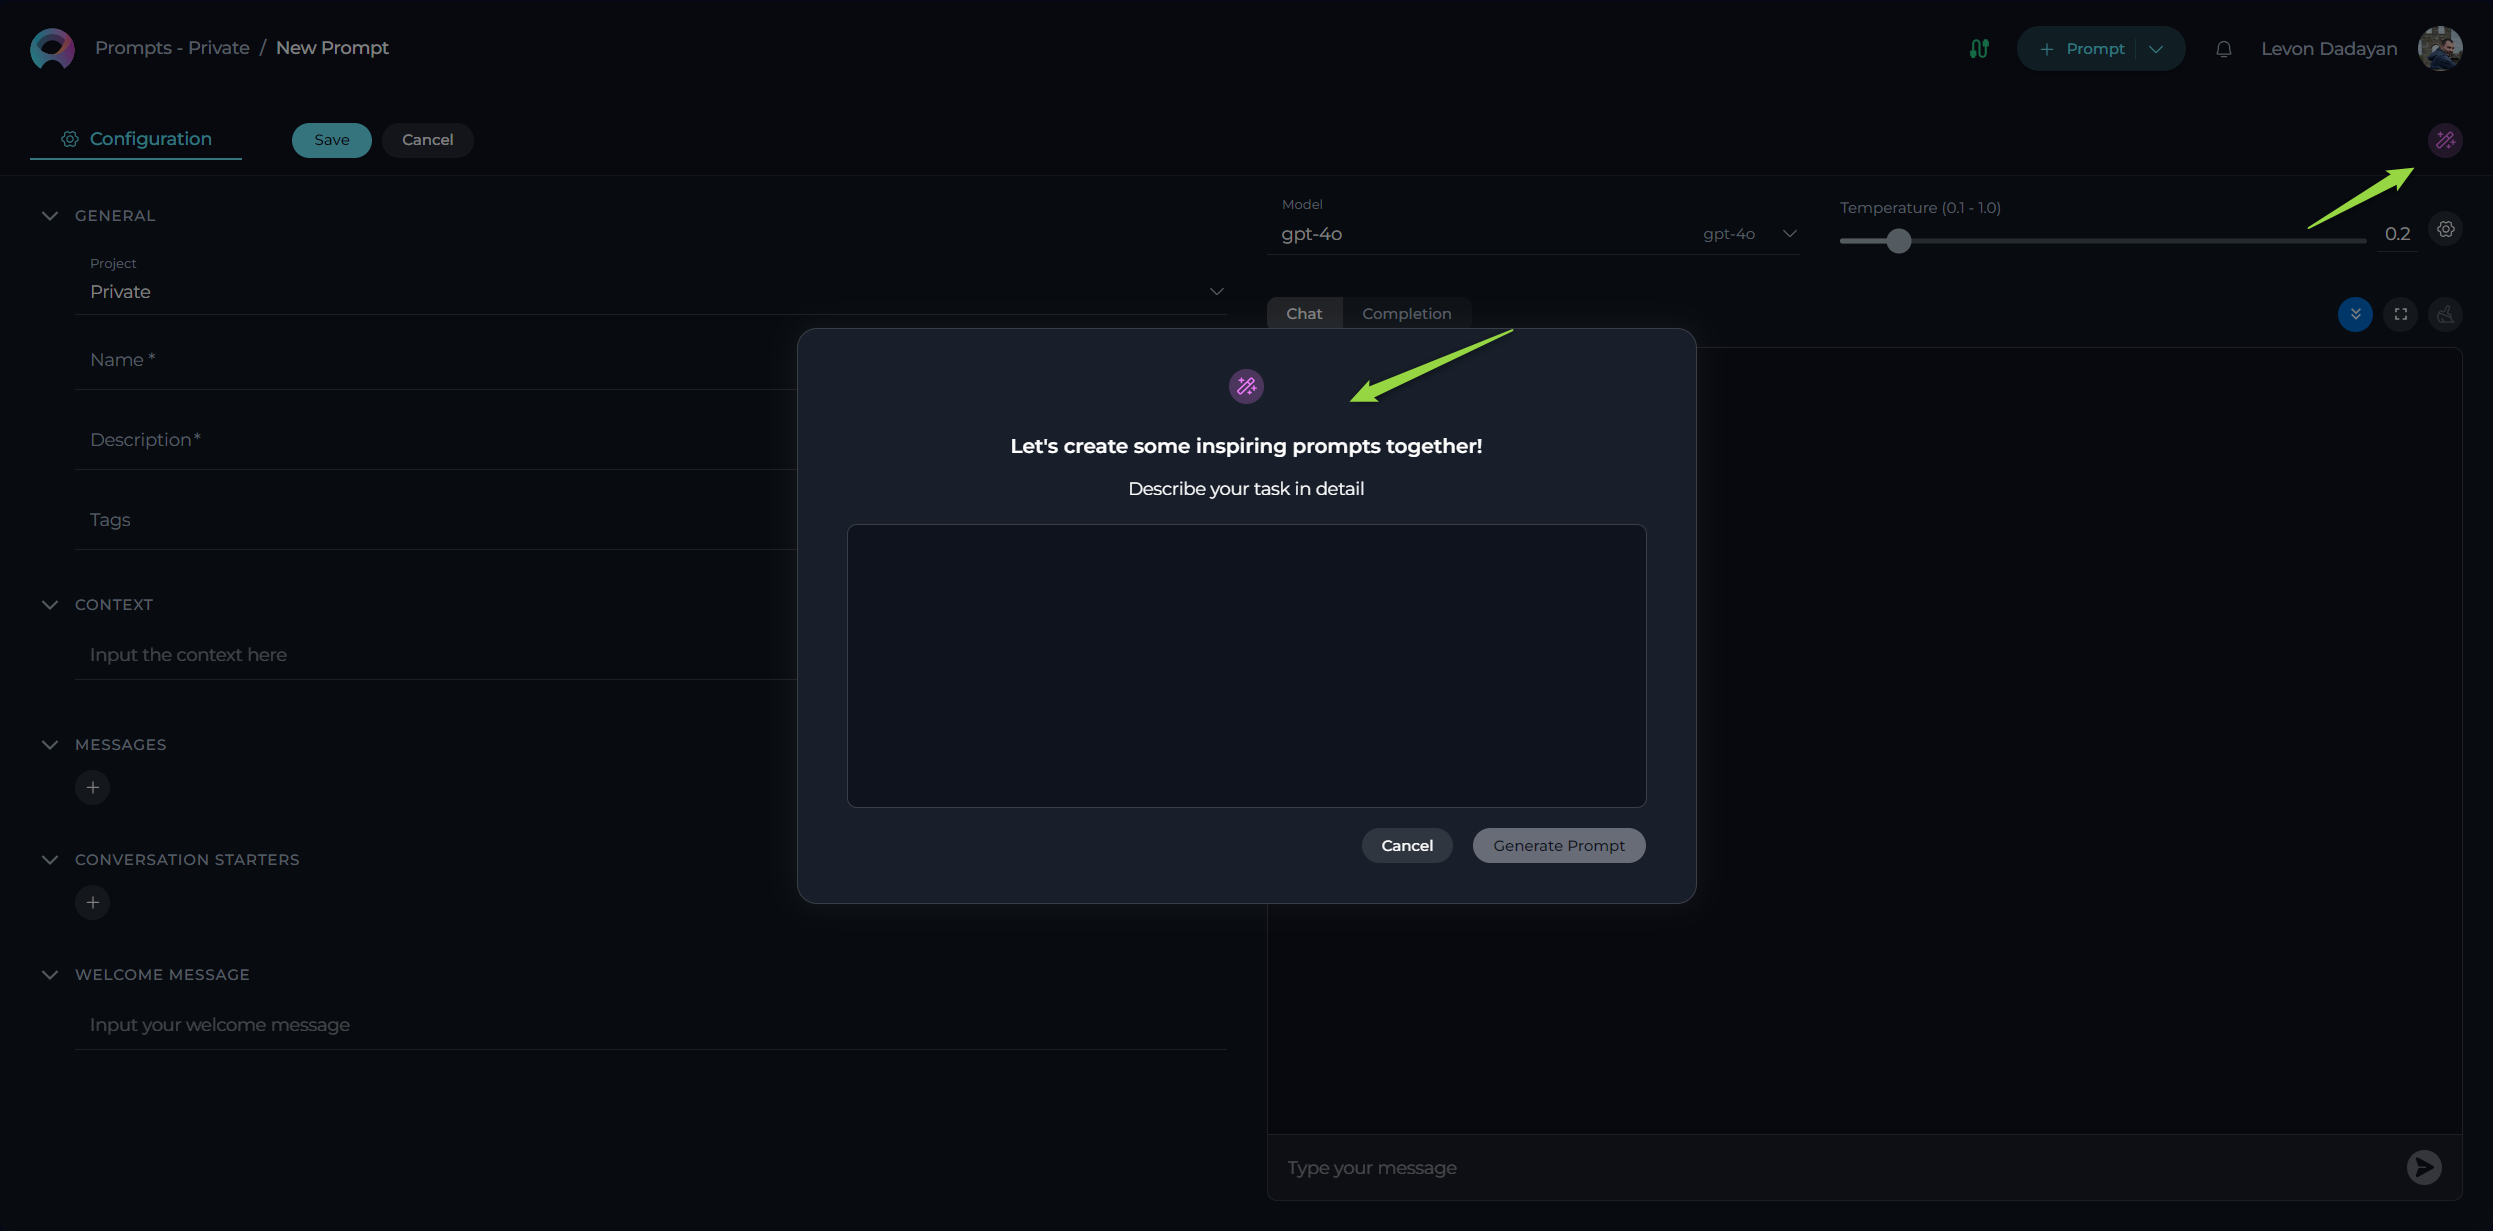 Prompts - Private / New Prompt
+ Prompt
Levon Dadayan
Configuration
Save
Cancel
GENERAL
Project
Private
Name *
Description *
Tags
CONTEXT
Input the context here
MESSAGES
CONVERSATION STARTERS
WELCOME MESSAGE
Input your welcome message
Model
gpt-4o
gpt-4o
Temperature (0.1 - 1.0)
0.2
Chat
Completion
Let's create some inspiring prompts together!
Describe your task in detail
Cancel
Generate Prompt
Type your message